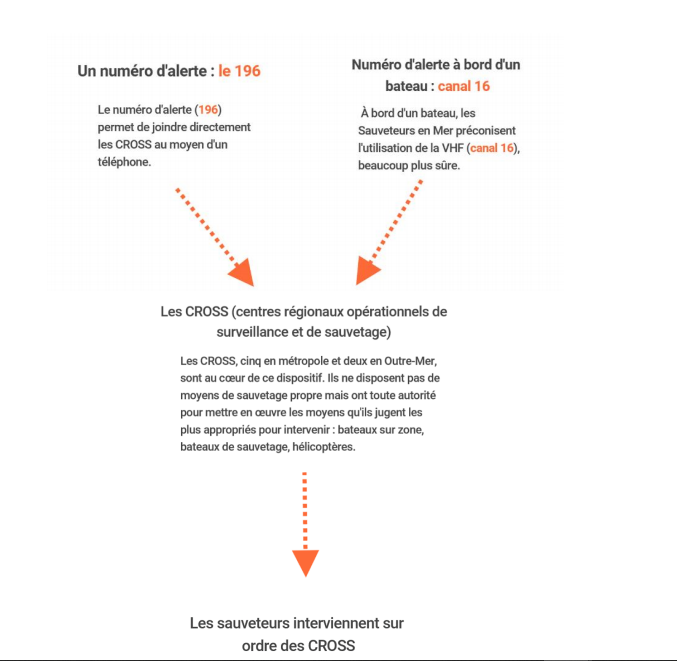 Un numéro d'alerte : le 196
Le numéro d'alerte (196)
permet de joindre directement
les CROSS au moyen d'un
téléphone.
Numéro d'alerte à bord d'un
bateau : canal 16
À bord d'un bateau, les
Sauveteurs en Mer préconisent
l'utilisation de la VHF (canal 16),
beaucoup plus sûre.
Les CROSS (centres régionaux opérationnels de
surveillance et de sauvetage)
Les CROSS, cinq en métropole et deux en Outre-Mer,
sont au cœur de ce dispositif. Ils ne disposent pas de
moyens de sauvetage propre mais ont toute autorité
pour mettre en œuvre les moyens qu'ils jugent les
plus appropriés pour intervenir : bateaux sur zone,
bateaux de sauvetage, hélicoptères.
Les sauveteurs interviennent sur
ordre des CROSS